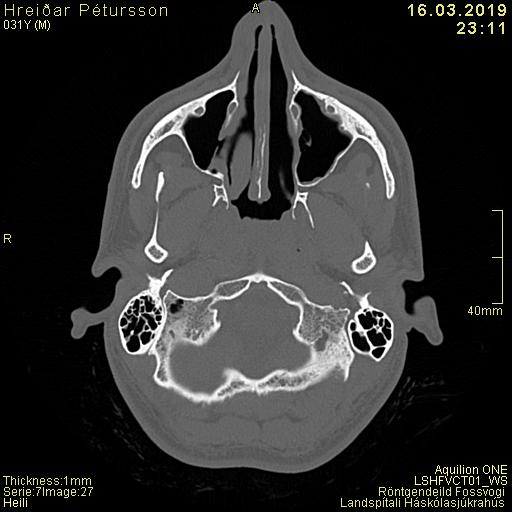 Hreiðar Pétursson
031Y (M)
A
16.03.2019
23:11
R
40mm
Thickness:1mm
Serie:7Image:27
Heili
Aquilion ONE
LSHFVCT01_WS
Röntgendeild Fossvogi
Landspítali Háskólasjúkrahús